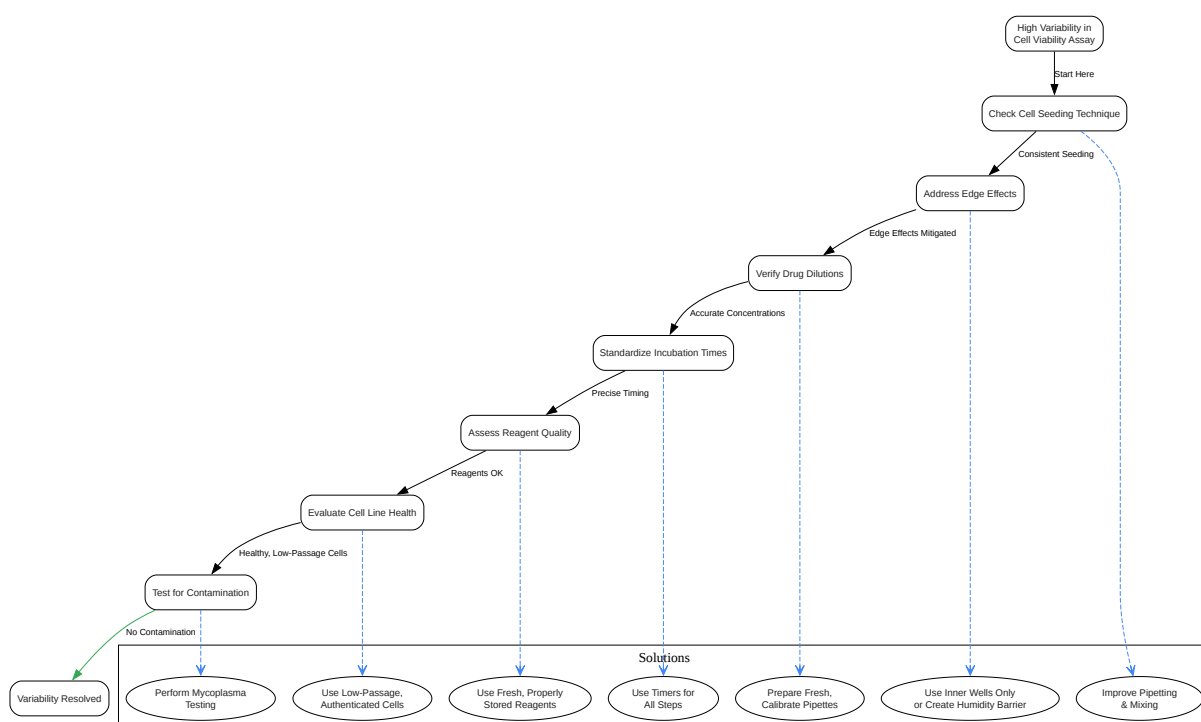 High Variability in
Cell Viability Assay
Start Here
Check Cell Seeding Technique
Consistent Seeding
Address Edge Effects
Edge Effects Mitigated
Verify Drug Dilutions
Accurate Concentrations
Standardize Incubation Times
Precise Timing
Assess Reagent Quality
Reagents OK
Evaluate Cell Line Health
Healthy, Low-Passage Cells
Test for Contamination
No Contamination
Variability Resolved
Solutions
Perform Mycoplasma
Testing
Use Low-Passage,
Authenticated Cells
Use Fresh, Properly
Stored Reagents
Use Timers for
All Steps
Prepare Fresh,
Calibrate Pipettes
Use Inner Wells Only
or Create Humidity Barrier
Improve Pipetting
& Mixing